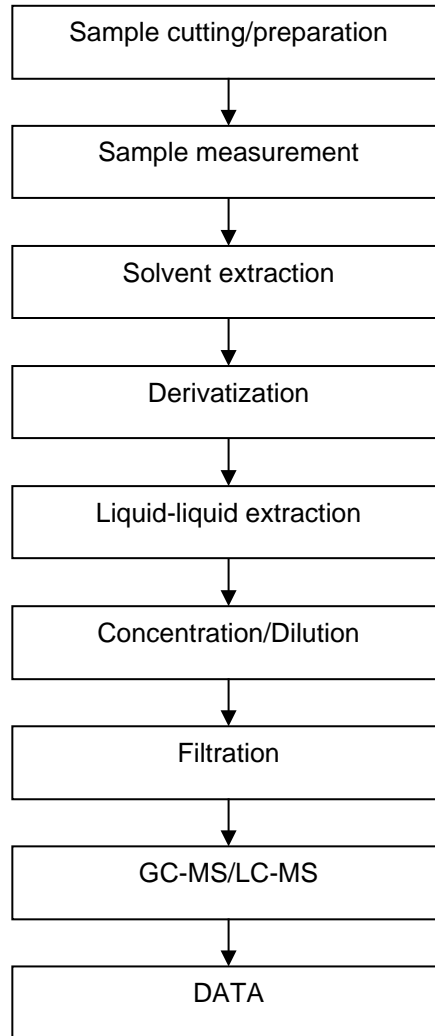 Sample cutting/preparation
Sample measurement
Solvent extraction
Derivatization
Liquid-liquid extraction
Concentration/Dilution
Filtration
GC-MS/LC-MS
DATA